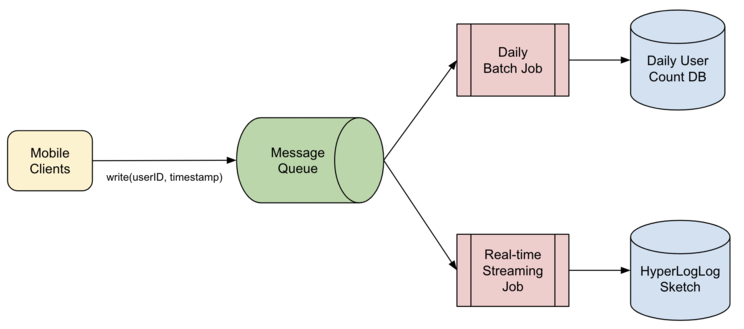 Mobile
Clients
write(userID, timestamp)
Message
Queue
Daily
Batch Job
Daily User
Count DB
Real-time
Streaming
Job
HyperLogLog
Sketch